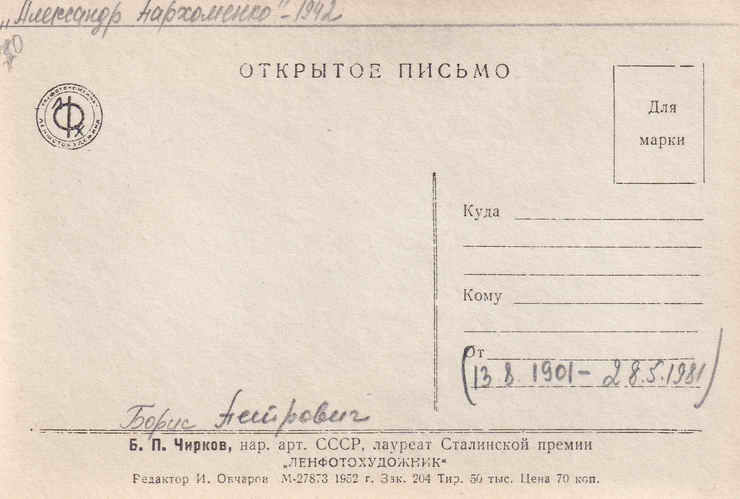 „Александр Пархоменко"-1942
ОТКРЫТОЕ ПИСЬМО
Для
марки
Куда
Кому
От
(13.8.1901-28.5.1981)
Борис Петрович
Б. П. Чирков, нар. арт. СССР, лауреат Сталинской премии
„ЛЕНФОТОХУДОЖНИК"
Редактор И. Овчаров М-27873 1952 г. Зак. 204 Тир. 50 тыс. Цена 70 коп.